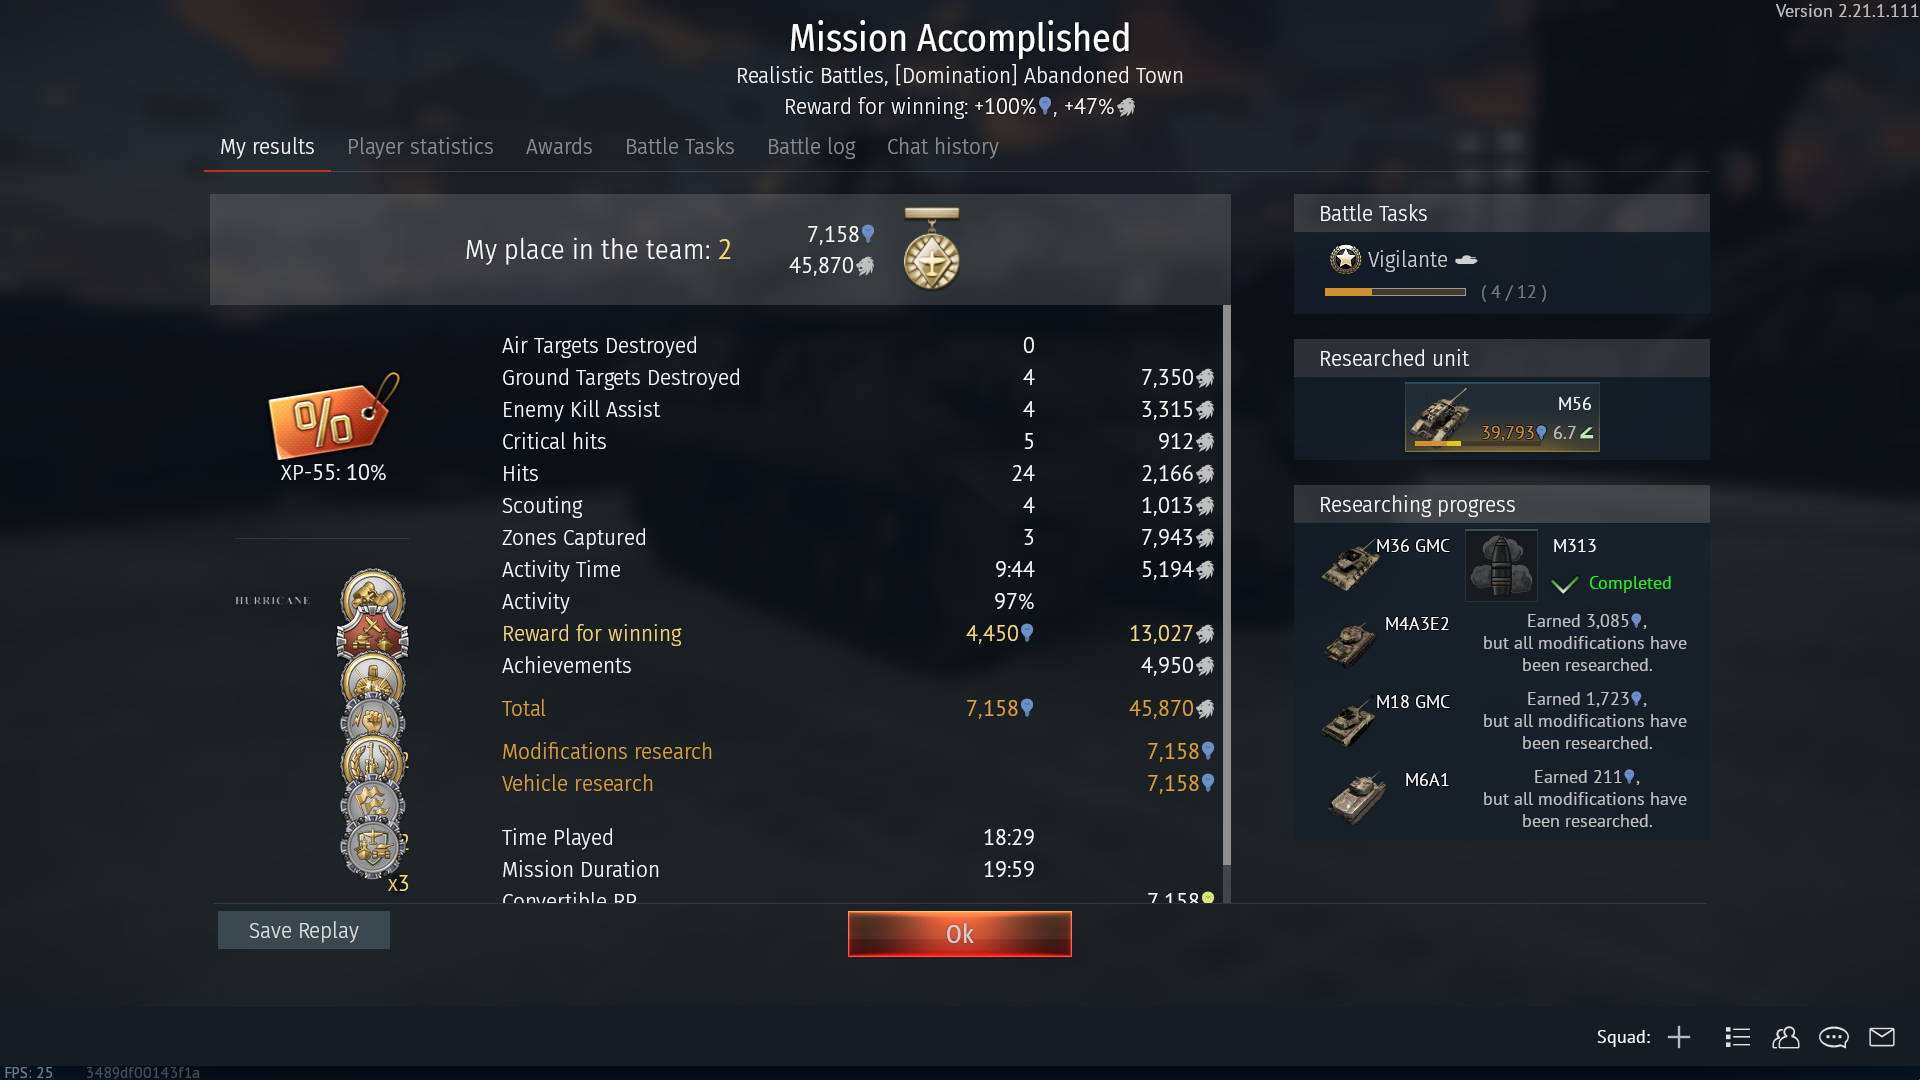 Version 2.21.1.111
Mission Accomplished
Realistic Battles, [Domination] Abandoned Town
Reward for winning: +100%, +47%
My results Player statistics Awards Battle Tasks Battle log Chat history
My place in the team: 2
7,158
45,870
XP-55: 10%
HURRICANE
2
2
x3
Air Targets Destroyed 0
Ground Targets Destroyed 4 7,350
Enemy Kill Assist 4 3,315
Critical hits 5 912
Hits 24 2,166
Scouting 4 1,013
Zones Captured 3 7,943
Activity Time 9:44 5,194
Activity 97%
Reward for winning 4,450 13,027
Achievements 4,950
Total 7,158 45,870
Modifications research 7,158
Vehicle research 7,158
Time Played 18:29
Mission Duration 19:59
Convertible RP 7,158
Battle Tasks
Vigilante
( 4 / 12 )
Researched unit
M56
39,793 6.7
Researching progress
M36 GMC M313
Completed
M4A3E2 Earned 3,085,
but all modifications have
been researched.
M18 GMC Earned 1,723,
but all modifications have
been researched.
M6A1 Earned 211,
but all modifications have
been researched.
Save Replay
Ok
Squad:
FPS: 25 3489df00143f1a